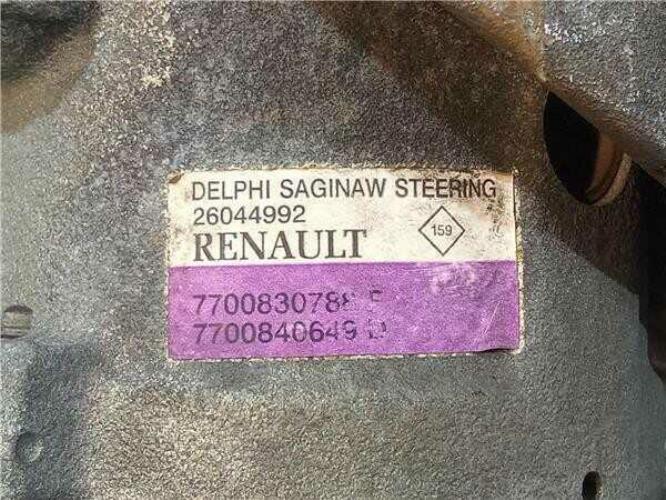 DELPHI SAGINAW STEERING
26044992
RENAULT
159
7700830788
7700840649 D